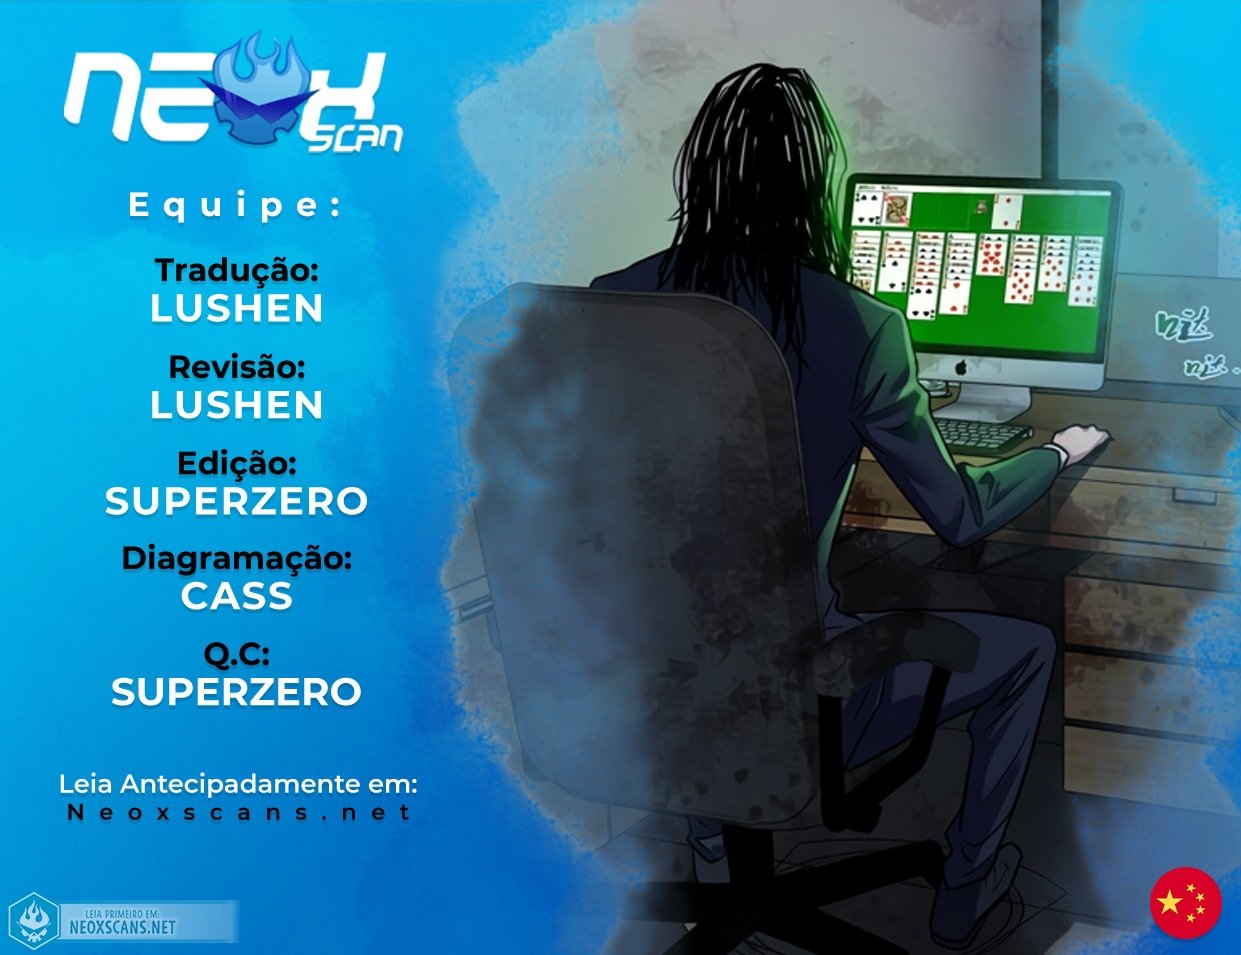 NEOX
SCAN
Equipe:
Tradução:
LUSHEN
Revisão:
LUSHEN
Edição:
SUPERZERO
Diagramação:
CASS
Q.C:
SUPERZERO
Leia Antecipadamente em:
Neoxscans.net
LEIA PRIMEIRO EM:
NEOXSCANS.NET